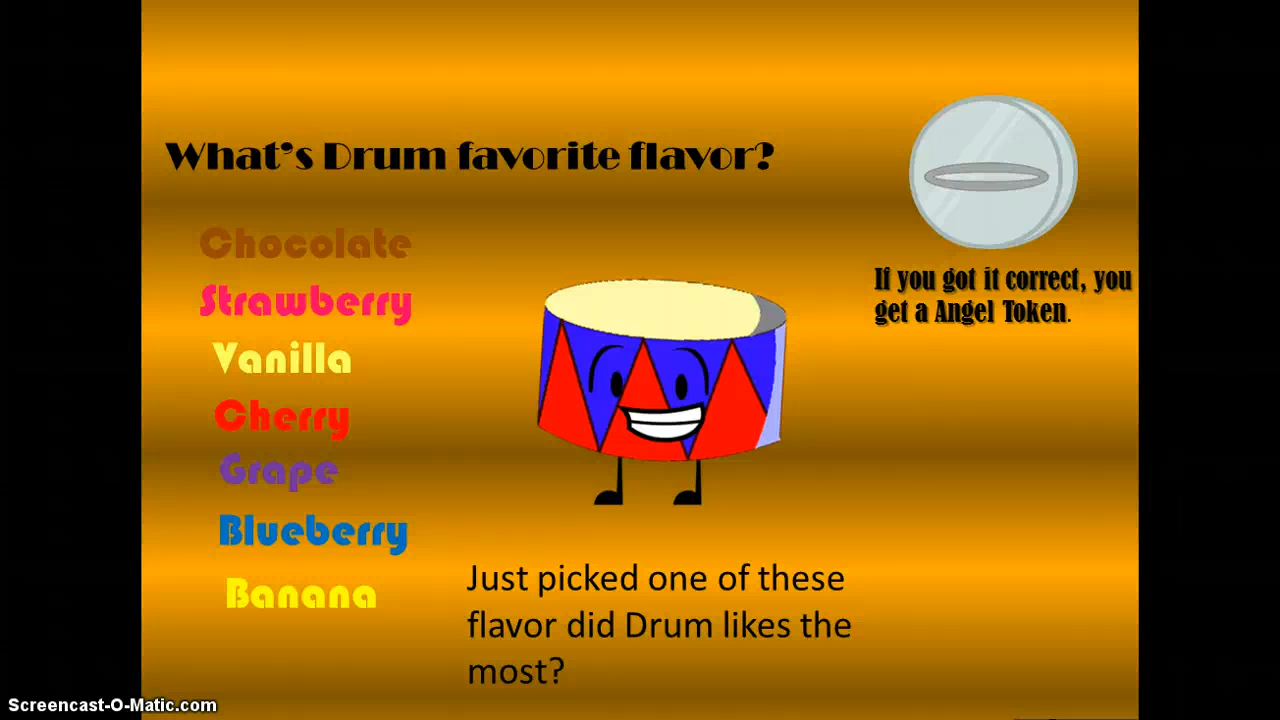 What's Drum favorite flavor?
Chocolate
Strawberry
Vanilla
Cherry
Grape
Blueberry
Banana
If you got it correct, you
get a Angel Token.
Just picked one of these
flavor did Drum likes the
most?
Screencast-O-Matic.com